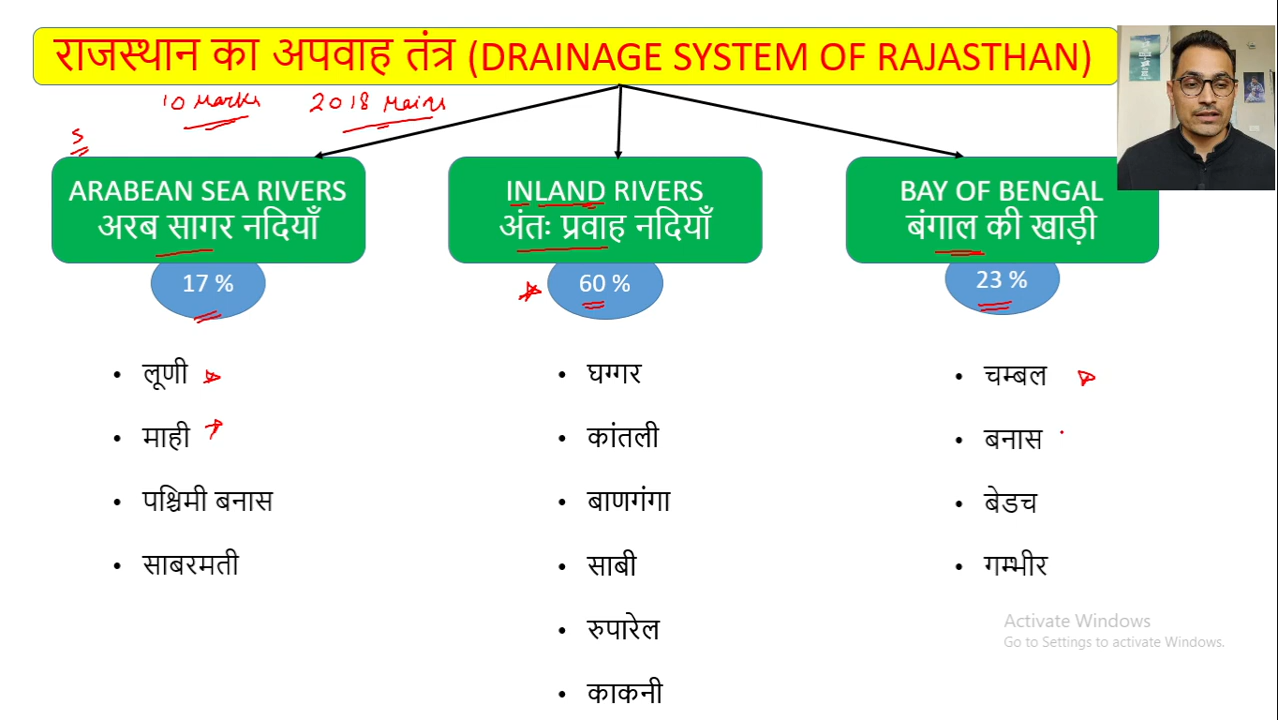 राजस्थान का अपवाह तंत्र (DRAINAGE SYSTEM OF RAJASTHAN)
10 Marks 2018 Mains
5
ARABEAN SEA RIVERS
अरब सागर नदियाँ
17 %
• लूणी
• माही
• पश्चिमी बनास
• साबरमती
INLAND RIVERS
अंतः प्रवाह नदियाँ
60 %
• घग्गर
• कांतली
• बाणगंगा
• साबी
• रुपारेल
• काकनी
BAY OF BENGAL
बंगाल की खाड़ी
23 %
• चम्बल
• बनास
• बेडच
• गम्भीर
Activate Windows
Go to Settings to activate Windows.